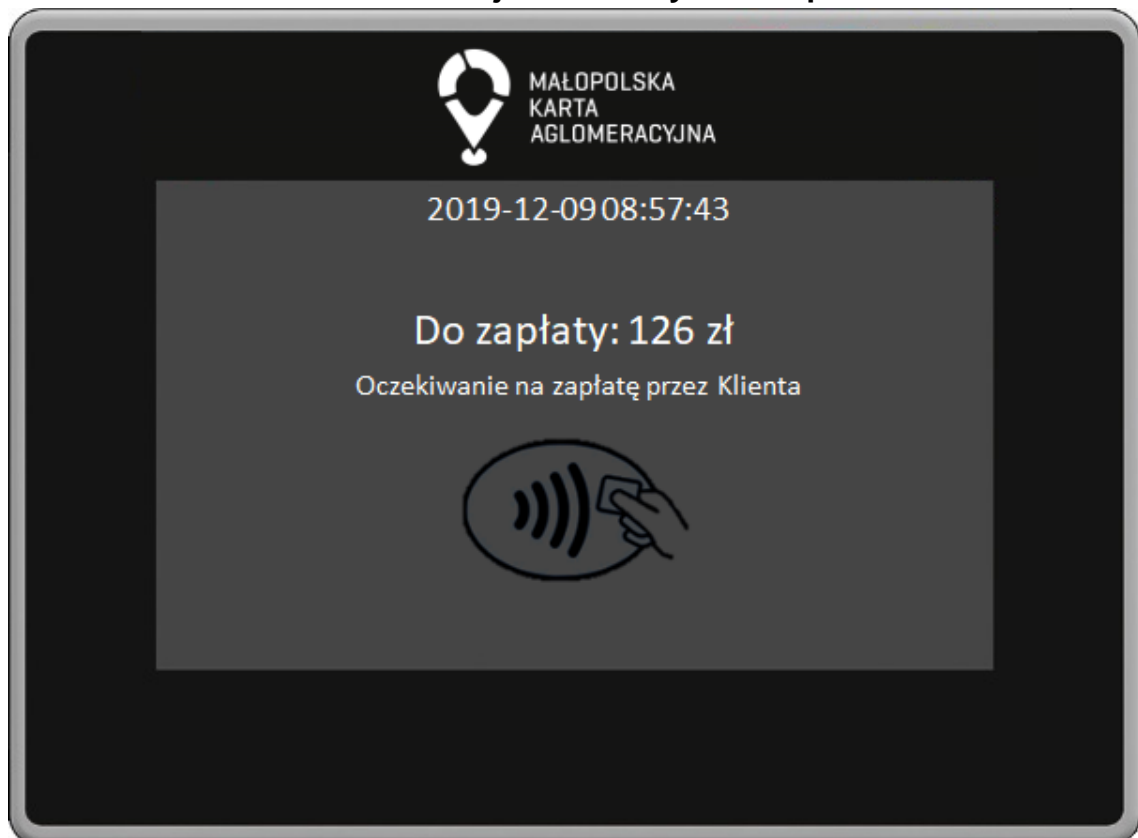 MAŁOPOLSKA
KARTA
AGLOMERACYJNA
2019-12-09 08:57:43
Do zapłaty: 126 zł
Oczekiwanie na zapłatę przez Klienta